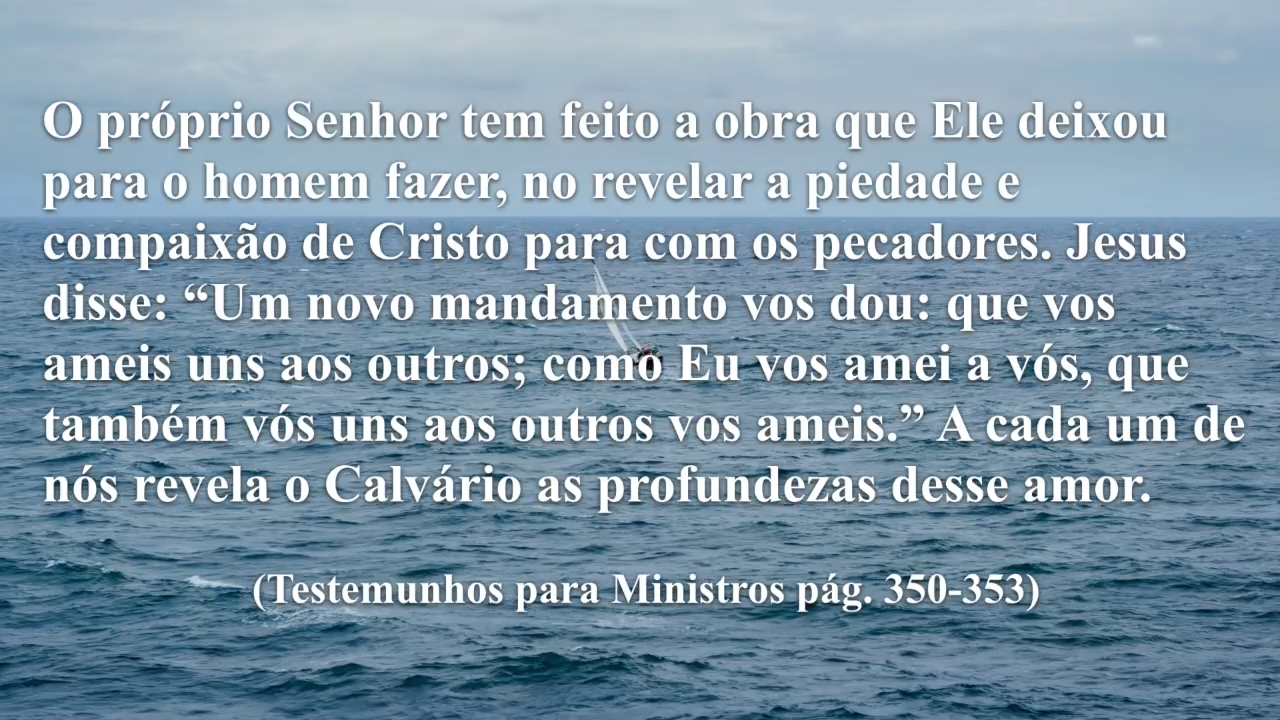 O próprio Senhor tem feito a obra que Ele deixou
para o homem fazer, no revelar a piedade e
compaixão de Cristo para com os pecadores. Jesus
disse: “Um novo mandamento vos dou: que vos
ameis uns aos outros; como Eu vos amei a vós, que
também vós uns aos outros vos ameis.” A cada um de
nós revela o Calvário as profundezas desse amor.
(Testemunhos para Ministros pág. 350-353)